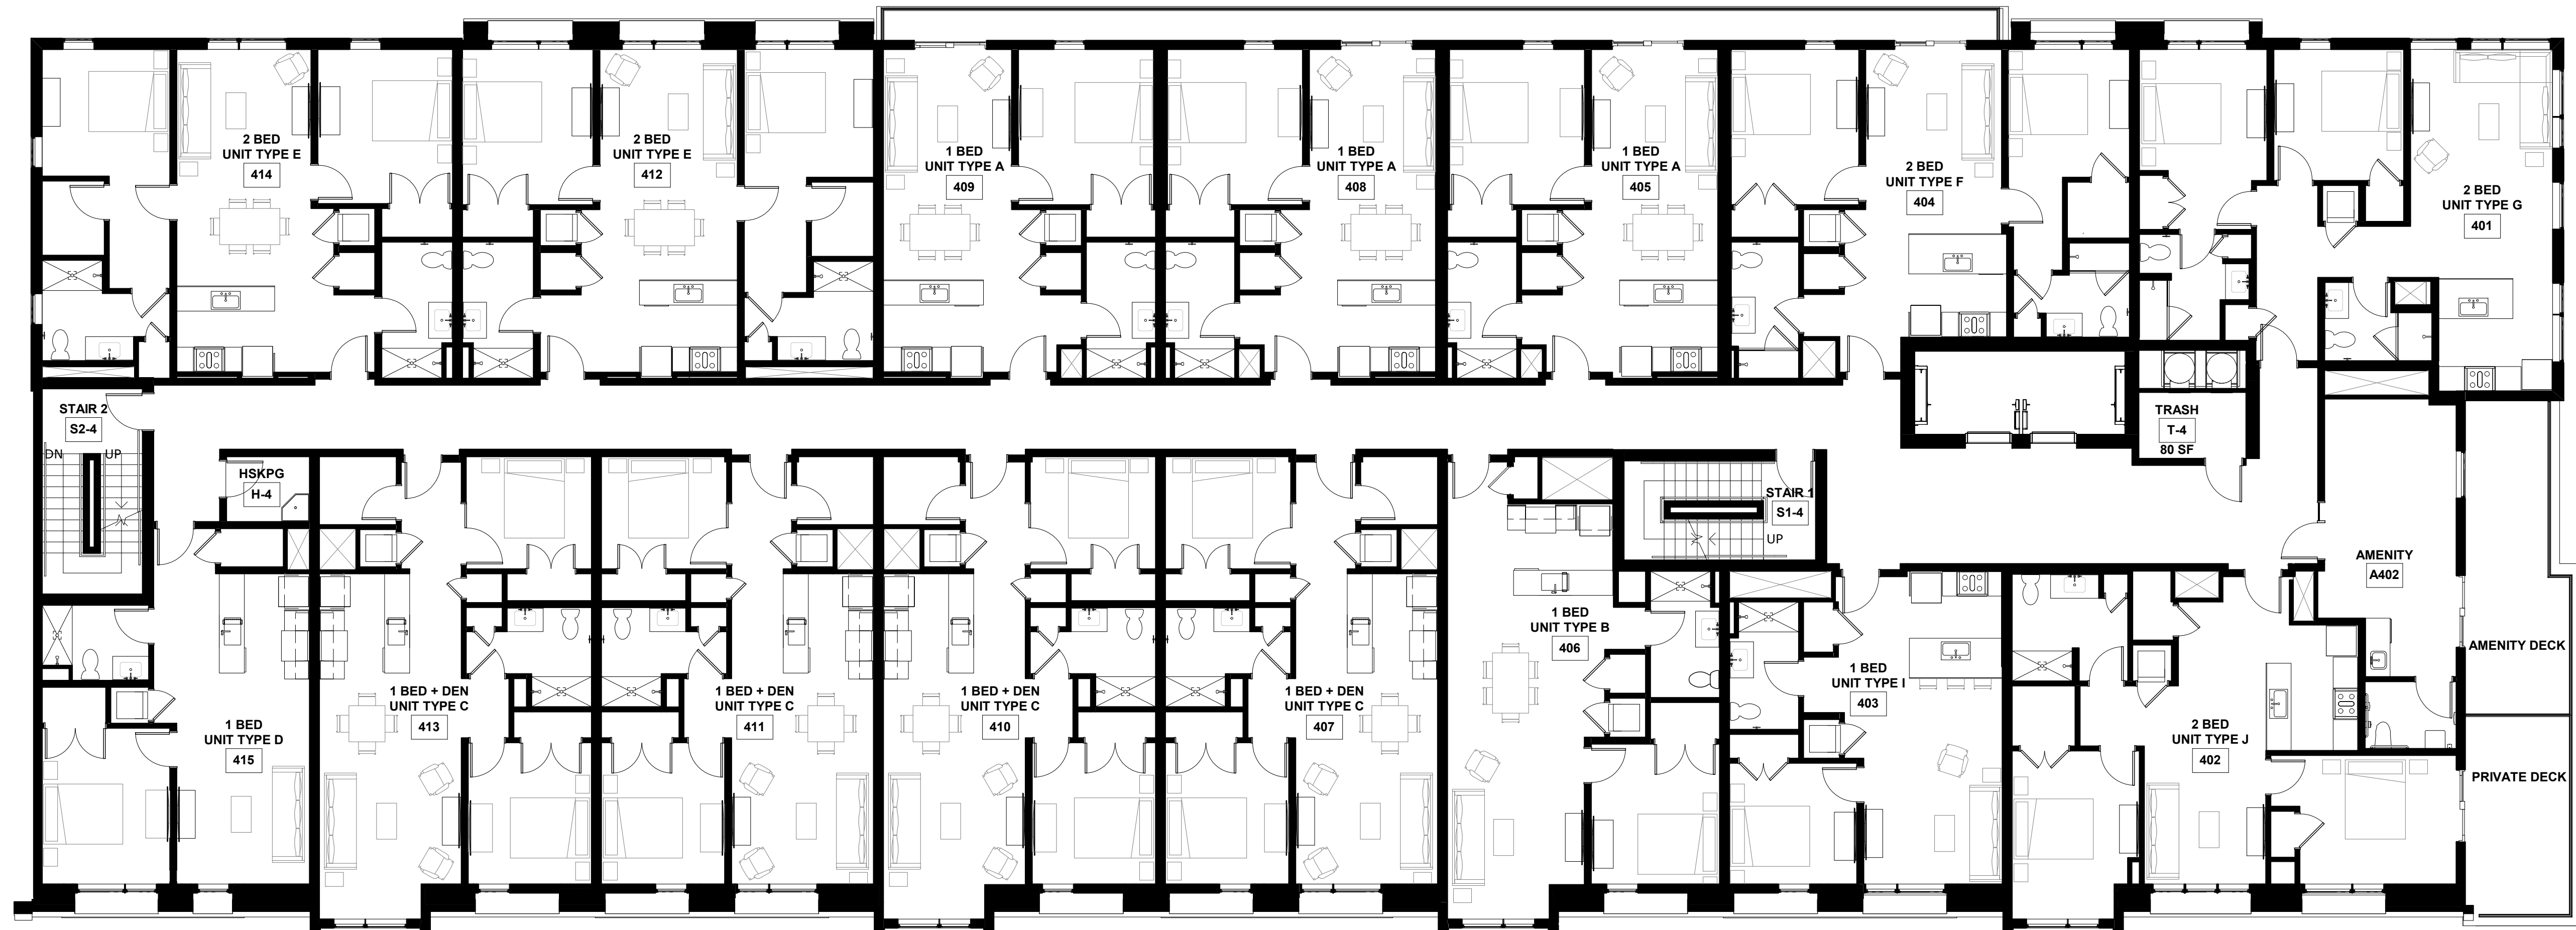 2 BED
UNIT TYPE E
414
2 BED
UNIT TYPE E
412
1 BED
UNIT TYPE A
409
1 BED
UNIT TYPE A
408
1 BED
UNIT TYPE A
405
2 BED
UNIT TYPE F
404
2 BED
UNIT TYPE G
401
STAIR 2
S2-4
DN
UP
HSKPG
H-4
TRASH
T-4
80 SF
STAIR 1
S1-4
UP
AMENITY
A402
AMENITY DECK
PRIVATE DECK
1 BED
UNIT TYPE D
415
1 BED + DEN
UNIT TYPE C
413
1 BED + DEN
UNIT TYPE C
411
1 BED + DEN
UNIT TYPE C
410
1 BED + DEN
UNIT TYPE C
407
1 BED
UNIT TYPE B
406
1 BED
UNIT TYPE I
403
2 BED
UNIT TYPE J
402